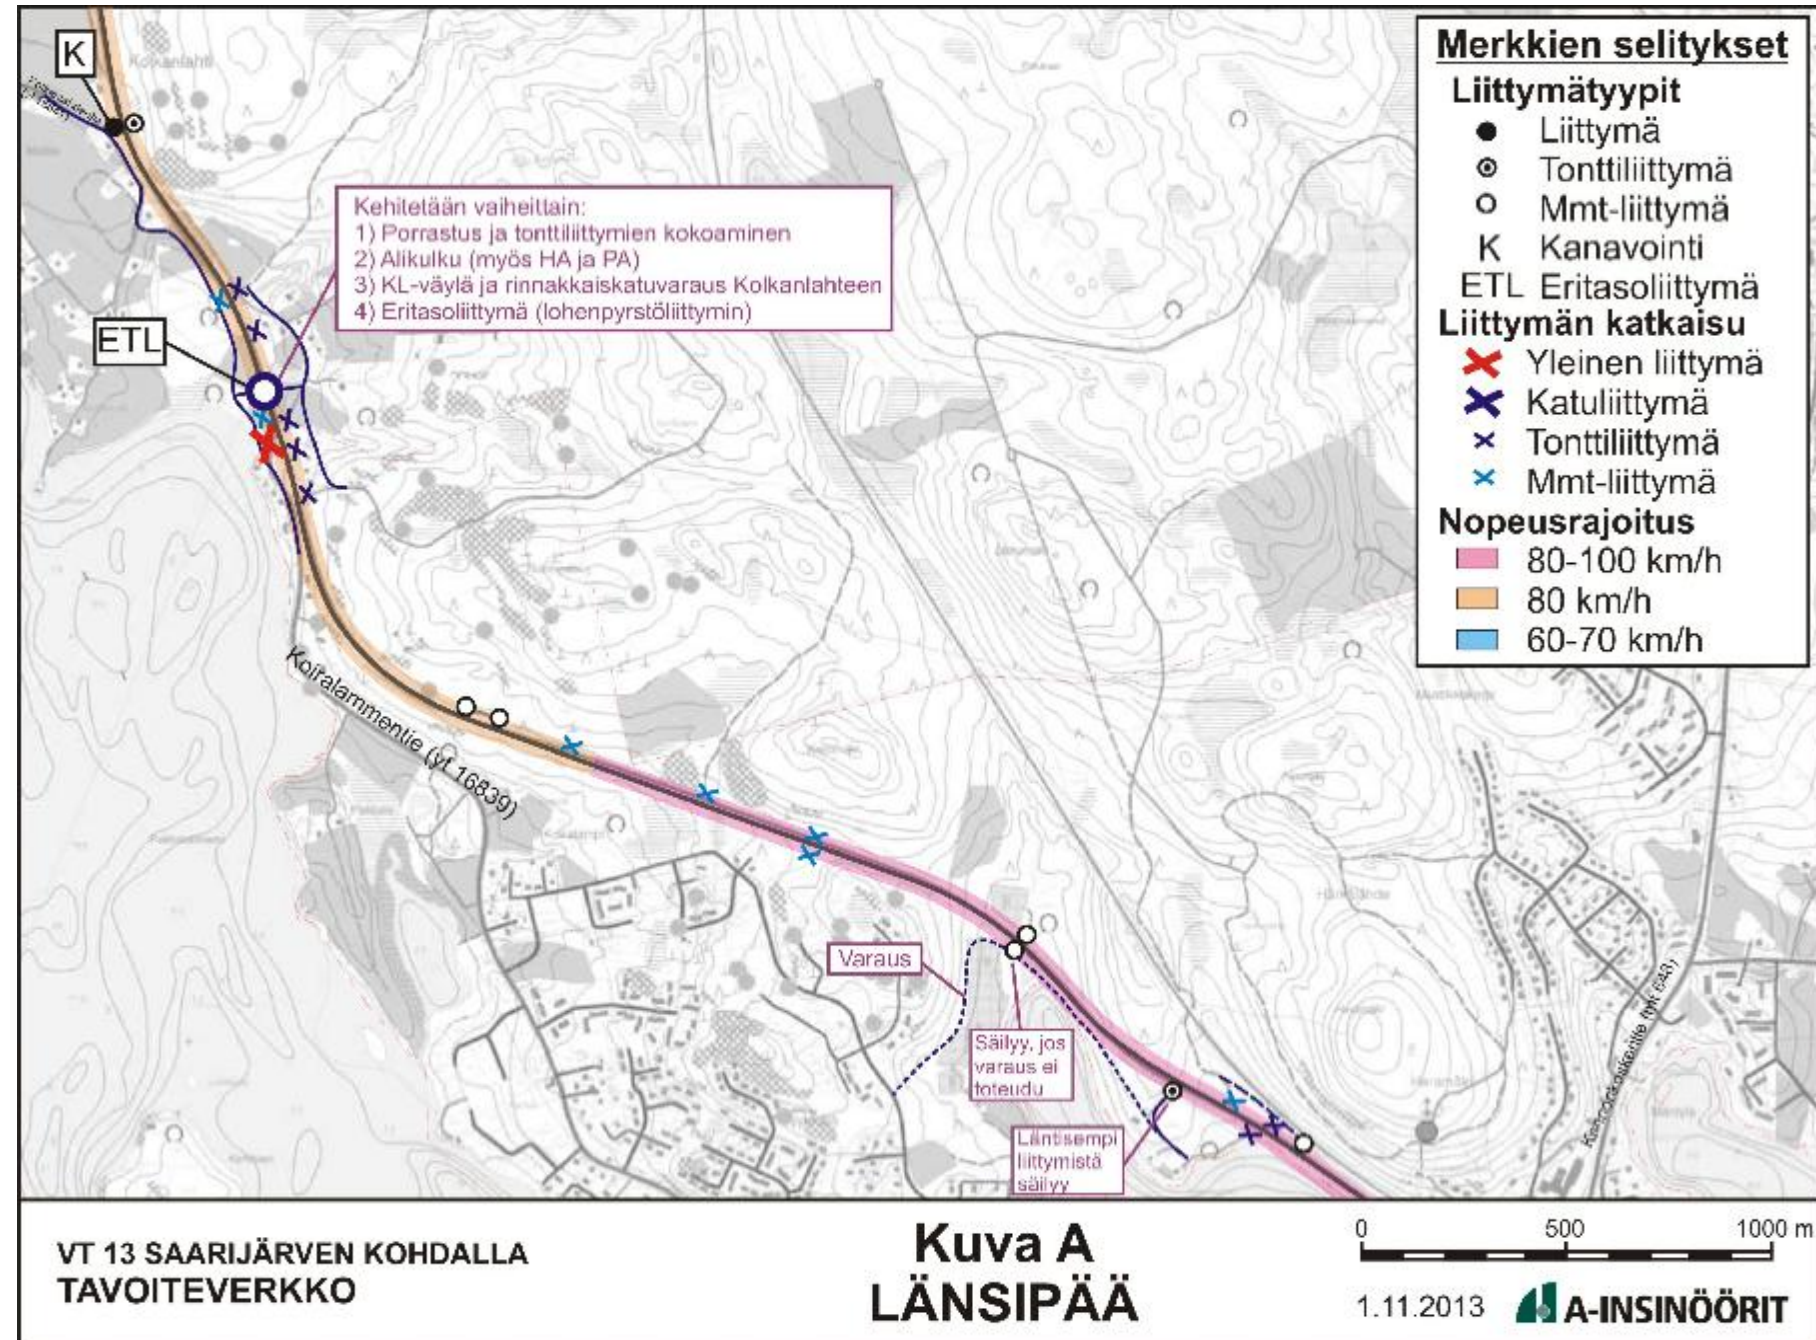 K
Kolkanlahti
Kehitetään vaiheittain:
1) Porrastus ja tonttiliittymien kokoaminen
2) Alikulku (myös HA ja PA)
3) KL-väylä ja rinnakkaiskatuvaraus Kolkanlahteen
4) Eritasoliittymä (lohenpyrstöliittymin)
ETL
Koiralammentie (yt 16839)
Varaus
Säilyy, jos
varaus ei
toteudu
Läntisempi
liittymistä
säilyy
Merkkien selitykset
Liittymätyypit
Liittymä
Tonttiliittymä
Mmt-liittymä
K Kanavointi
ETL Eritasoliittymä
Liittymän katkaisu
Yleinen liittymä
Katuliittymä
Tonttiliittymä
Mmt-liittymä
Nopeusrajoitus
80-100 km/h
80 km/h
60-70 km/h
VT 13 SAARIJÄRVEN KOHDALLA
TAVOITEVERKKO
Kuva A
LÄNSIPÄÄ
0 500 1000 m
1.11.2013
A-INSINÖÖRIT